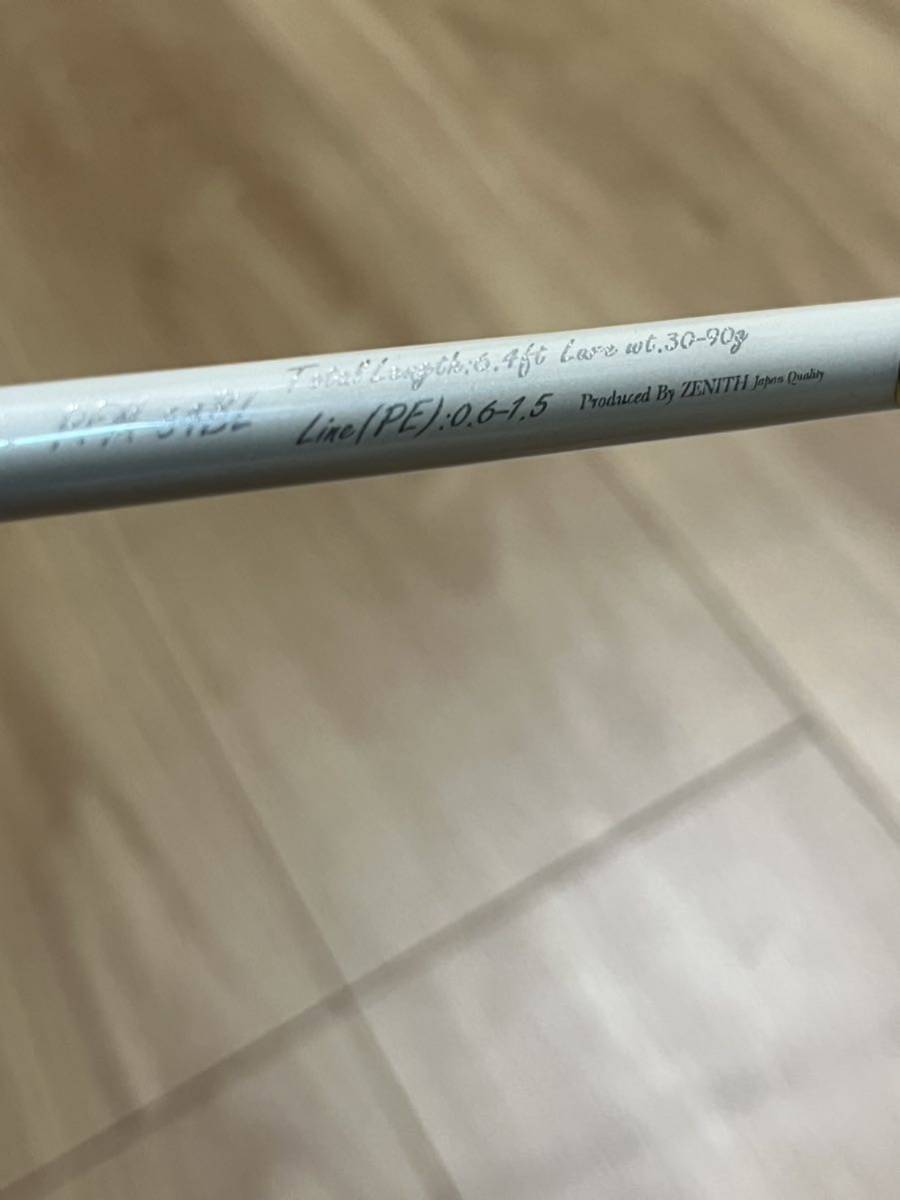 Total Length:6.4ft Lure wt.30-90g
Line(PE):0.6-1.5 Produced By ZENITH Japan Quality